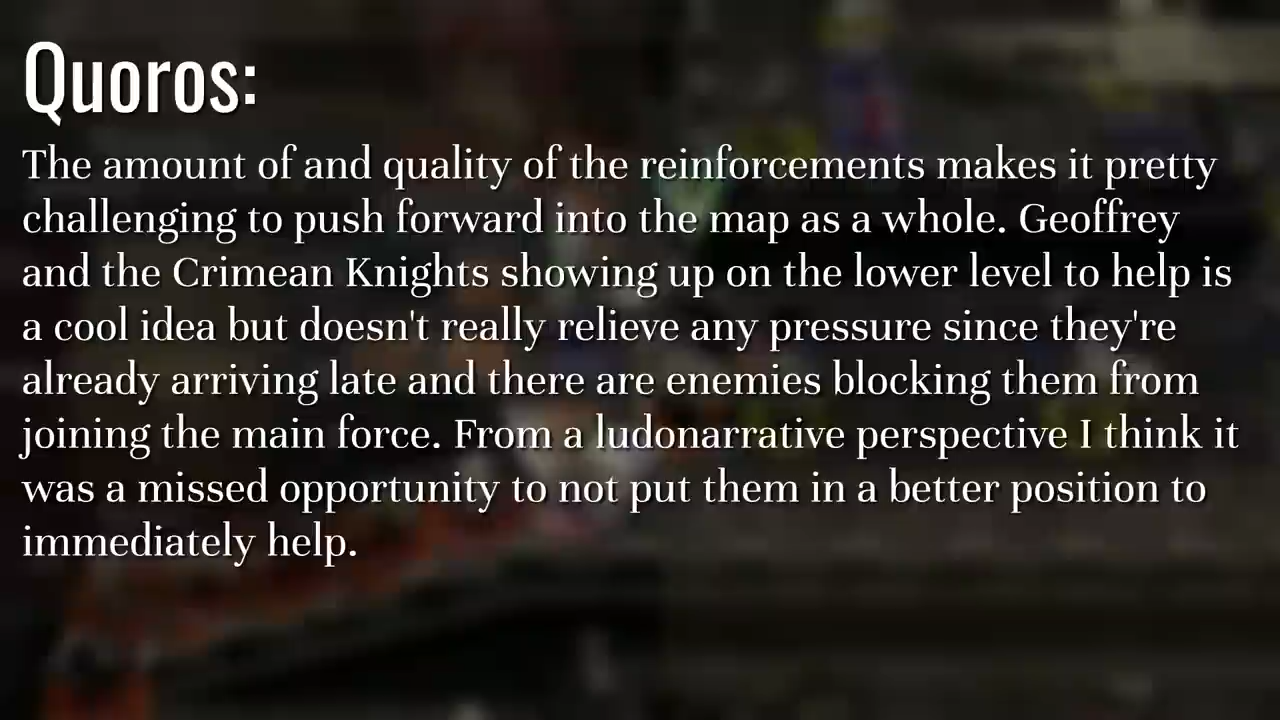 Quoros:
The amount of and quality of the reinforcements makes it pretty
challenging to push forward into the map as a whole. Geoffrey
and the Crimean Knights showing up on the lower level to help is
a cool idea but doesn't really relieve any pressure since they're
already arriving late and there are enemies blocking them from
joining the main force. From a ludonarrative perspective I think it
was a missed opportunity to not put them in a better position to
immediately help.